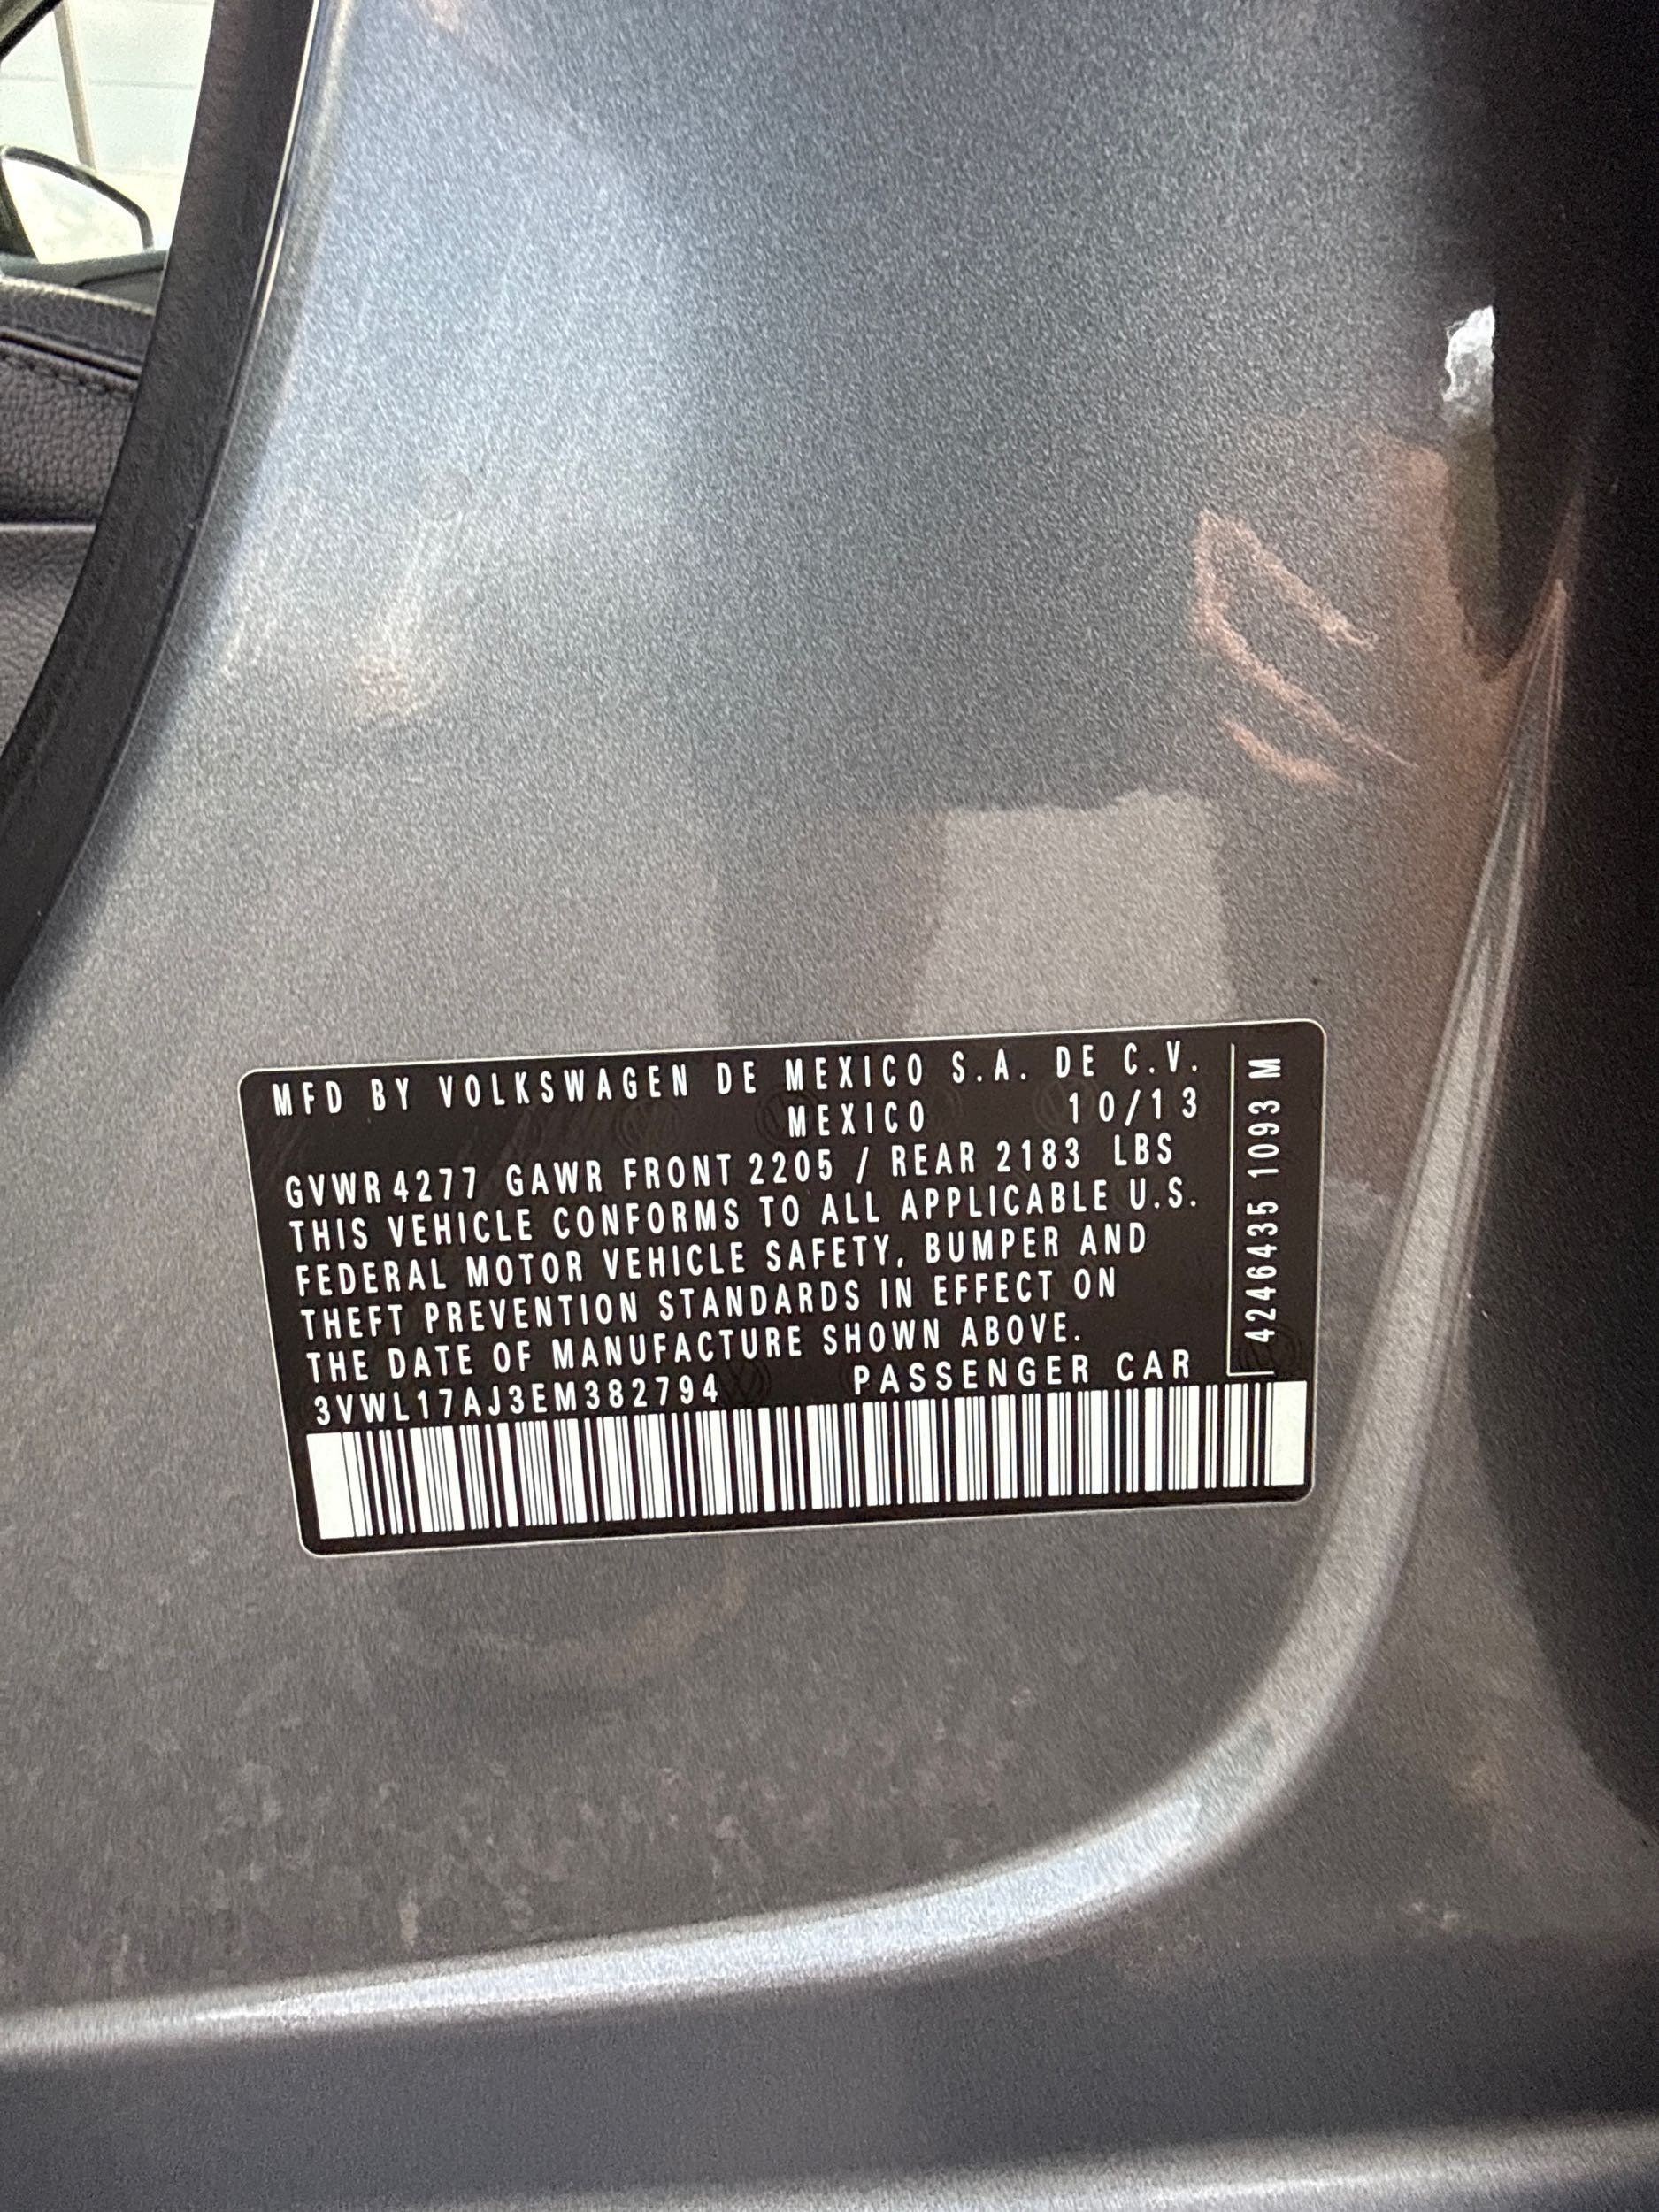 MFD BY VOLKSWAGEN DE MEXICO S.A. DE C.V.
MEXICO 10/13
GVWR 4277 GAWR FRONT 2205 / REAR 2183 LBS
THIS VEHICLE CONFORMS TO ALL APPLICABLE U.S.
FEDERAL MOTOR VEHICLE SAFETY, BUMPER AND
THEFT PREVENTION STANDARDS IN EFFECT ON
THE DATE OF MANUFACTURE SHOWN ABOVE.
3VWL17AJ3EM382794 PASSENGER CAR
4246435 1093 M